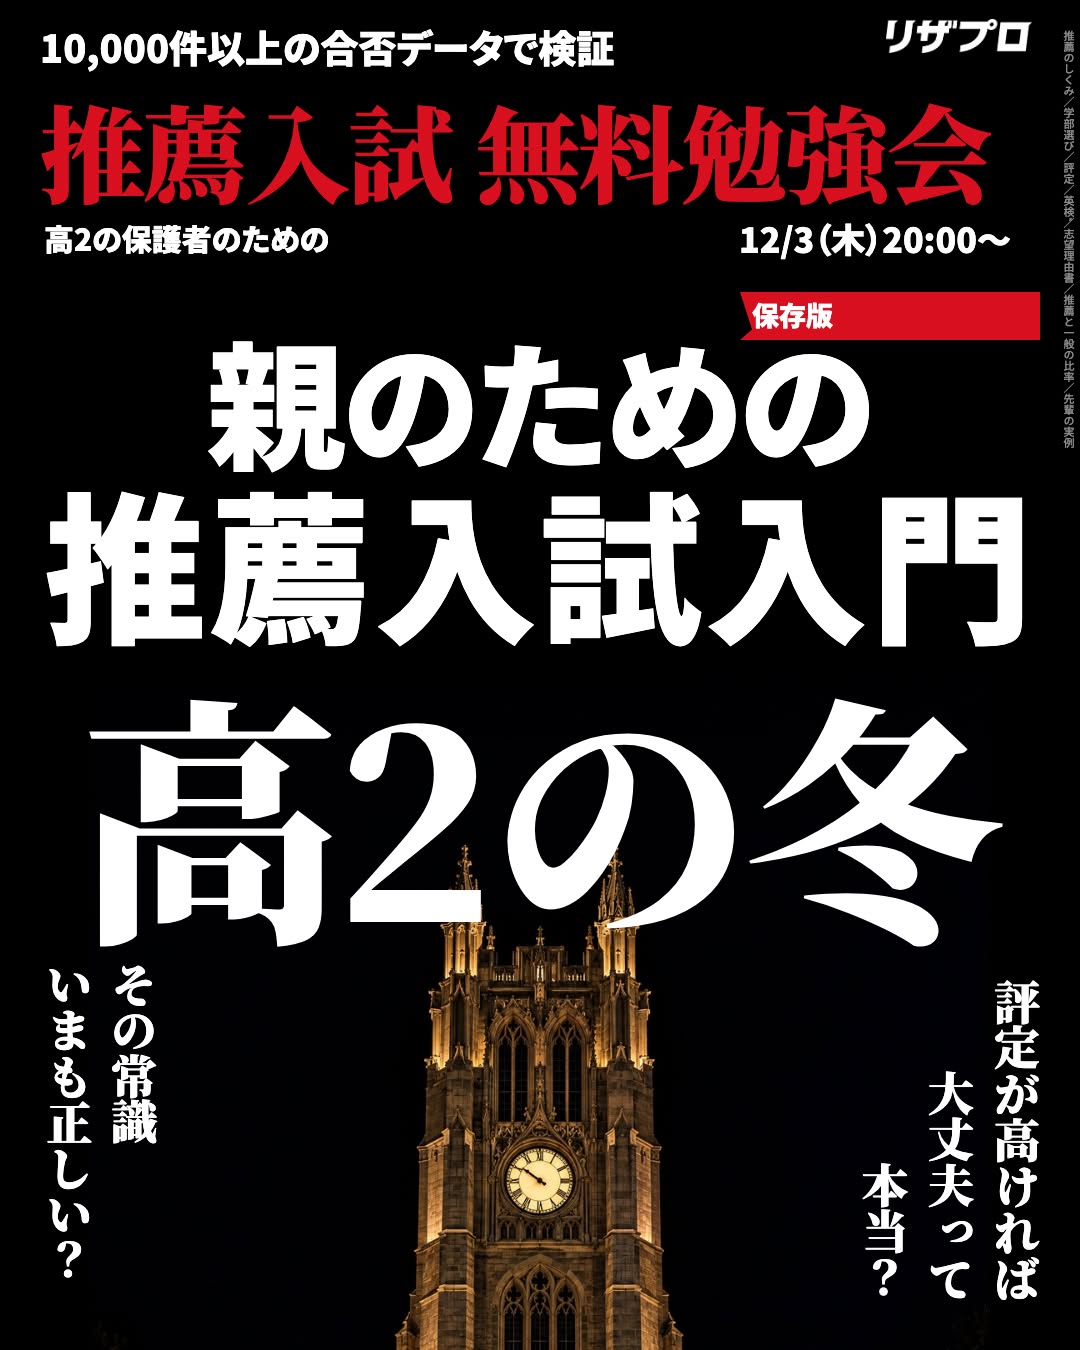 10,000件以上の合否データで検証
リザプロ
推薦入試 無料勉強会
高2の保護者のための
12/3(木)20:00〜
推薦のしくみ／学部選び／評定／英検／志望理由書／推薦と一般の比率／先輩の実例
保存版
親のための
推薦入試入門
高2の冬
評定が高ければ
大丈夫って
本当？
その常識
いまも正しい？